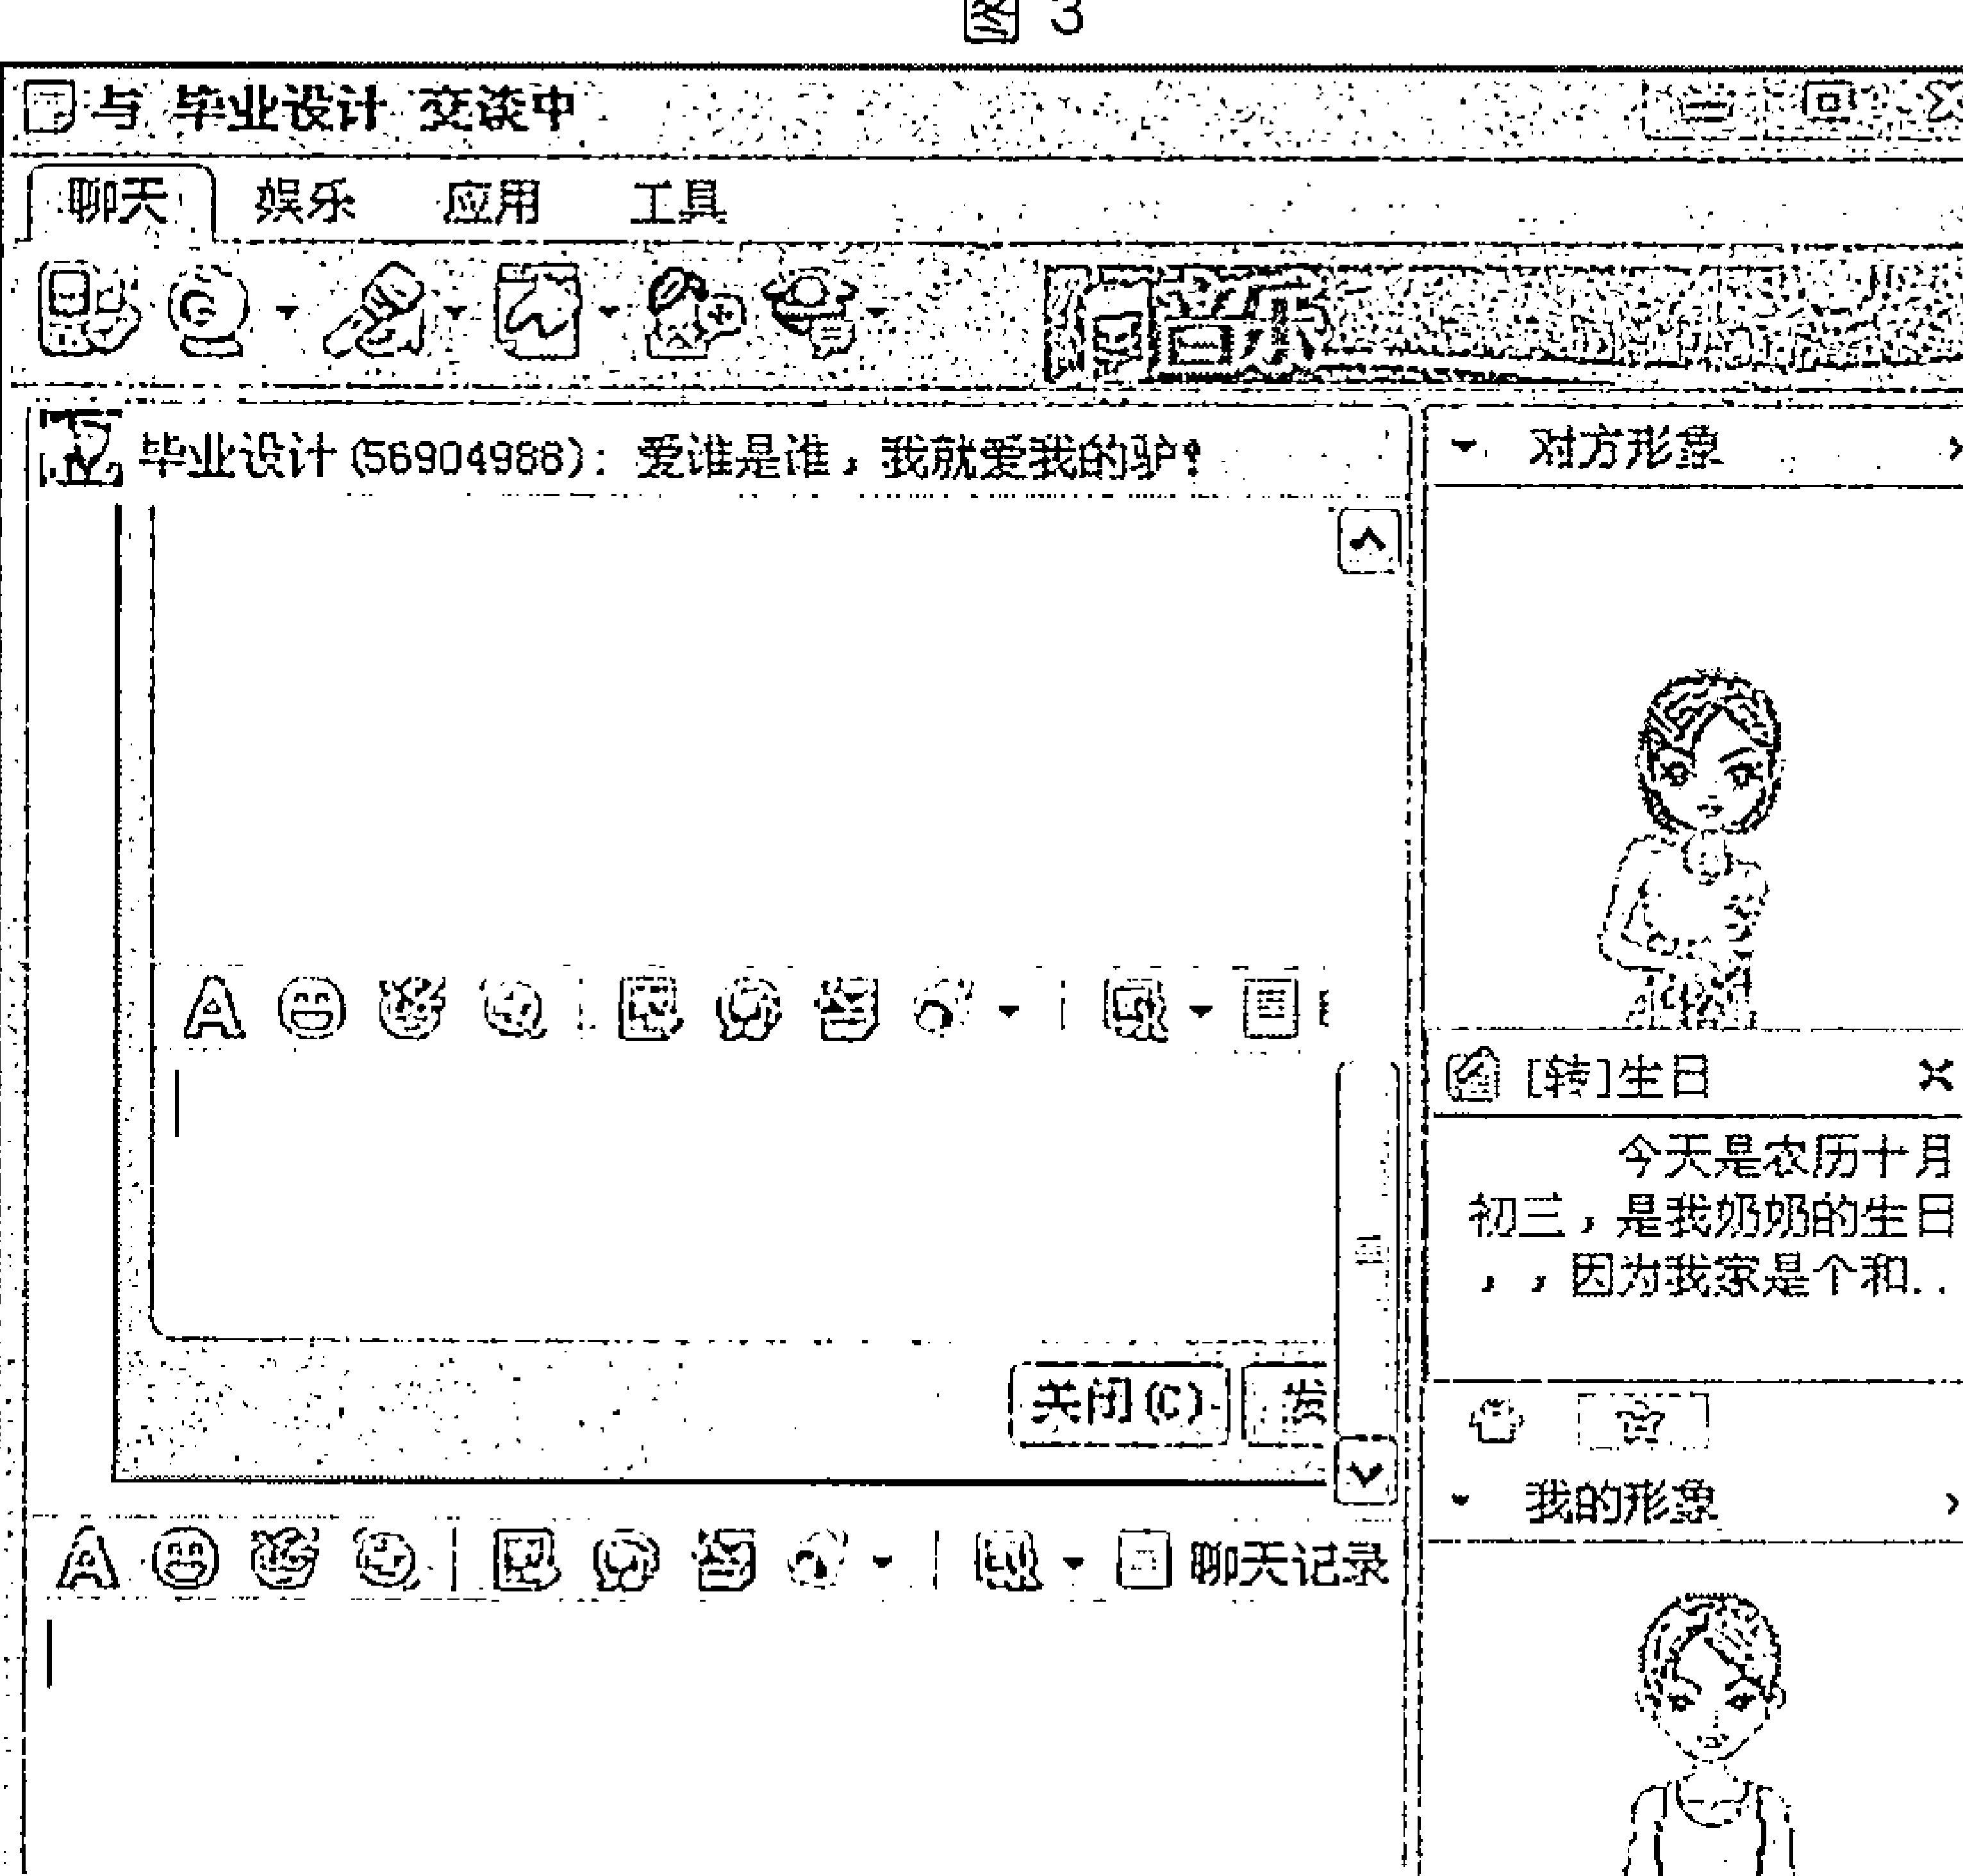 图 3
与 毕业设计 交谈中
聊天 娱乐 应用 工具
音乐
毕业设计(56904988): 爱谁是谁，我就爱我的驴！
对方形象
[转]生日
今天是农历十月
初三，是我奶奶的生日
，，因为我家是个和..
关闭(C) 发
我的形象
聊天记录